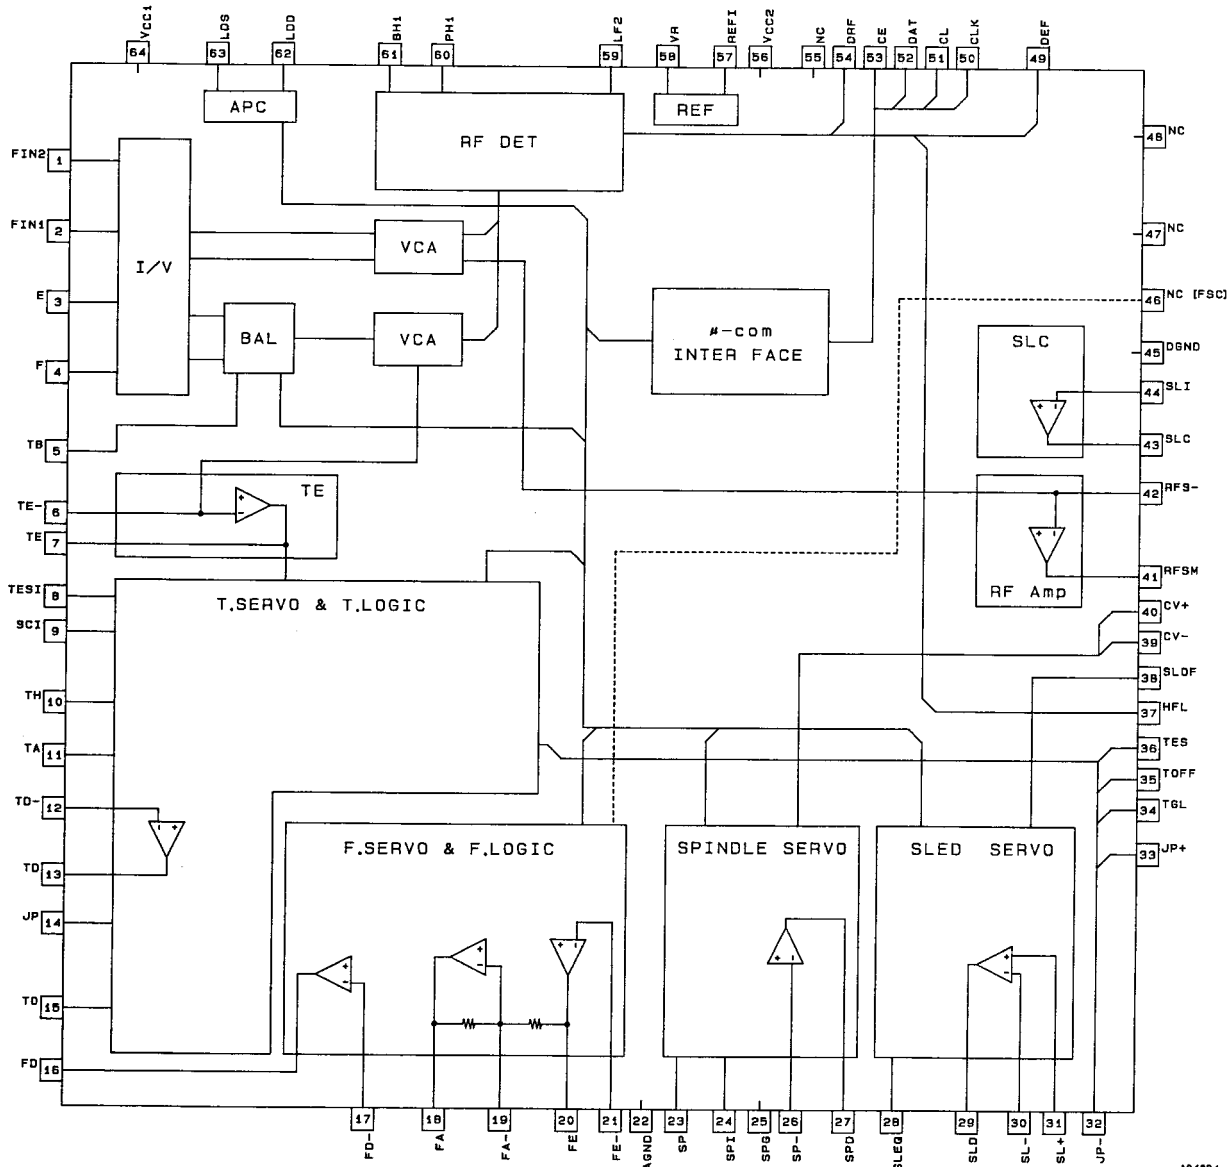 VCC1 LDS LDD BH1 PH1 LF2 VR REFI VCC2 NC DRF CE DAT CL CLK DEF
64 63 62 61 60 59 58 57 56 55 54 53 52 51 50 49
APC
REF
RF DET
FIN2 1
48 NC
FIN1 2
47 NC
VCA
I/V
E 3
46 NC [FSC]
BAL
VCA
μ-com
INTER FACE
SLC
45 DGND
F 4
44 SLI
+ -
TB 5
43 SLC
TE
42 RFS-
TE- 6
+
-
TE 7
+ -
41 RFSM
RF Amp
TESI 8
T.SERVO & T.LOGIC
40 CV+
SCI 9
39 CV-
38 SLOF
TH 10
37 HFL
TA 11
36 TES
35 TOFF
TD- 12
34 TGL
- +
F.SERVO & F.LOGIC
SPINDLE SERVO
SLED SERVO
33 JP+
TD 13
JP 14
+ -
+
-
+
-
+ -
+
-
TO 15
FD 16
17 18 19 20 21 22 23 24 25 26 27 28 29 30 31 32
FD- FA FA- FE FE- AGND SP SPI SPG SP- SPD SLEQ SLD SL- SL+ JP-